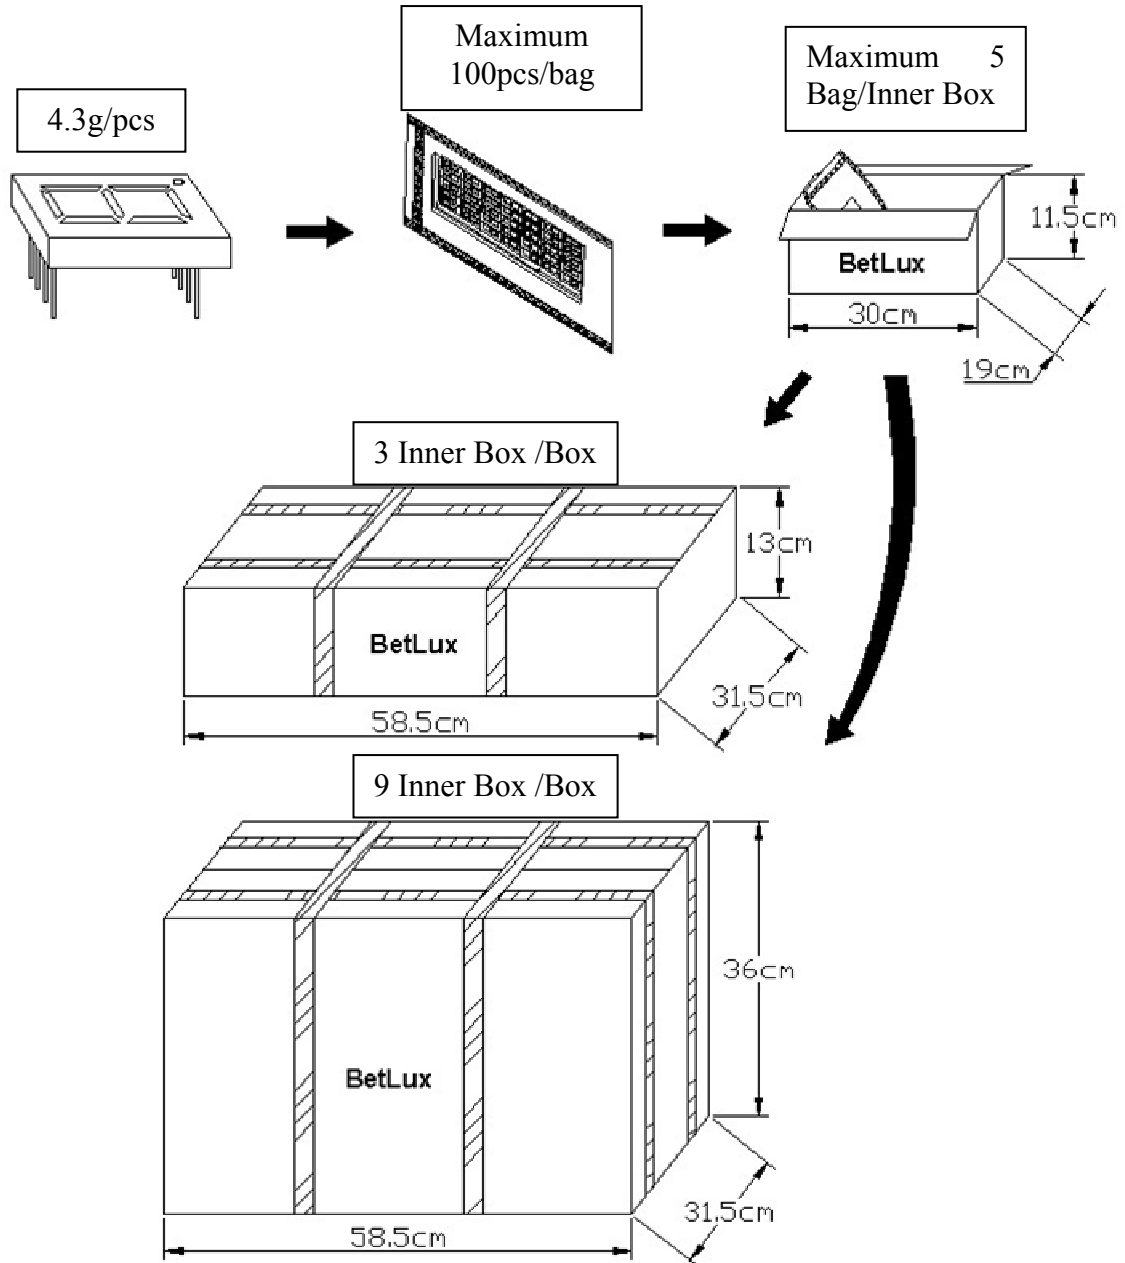 4.3g/pcs
Maximum
100pcs/bag
Maximum 5
Bag/Inner Box
BetLux
11.5cm
30cm
19cm
3 Inner Box /Box
BetLux
13cm
31.5cm
58.5cm
9 Inner Box /Box
BetLux
36cm
31.5cm
58.5cm